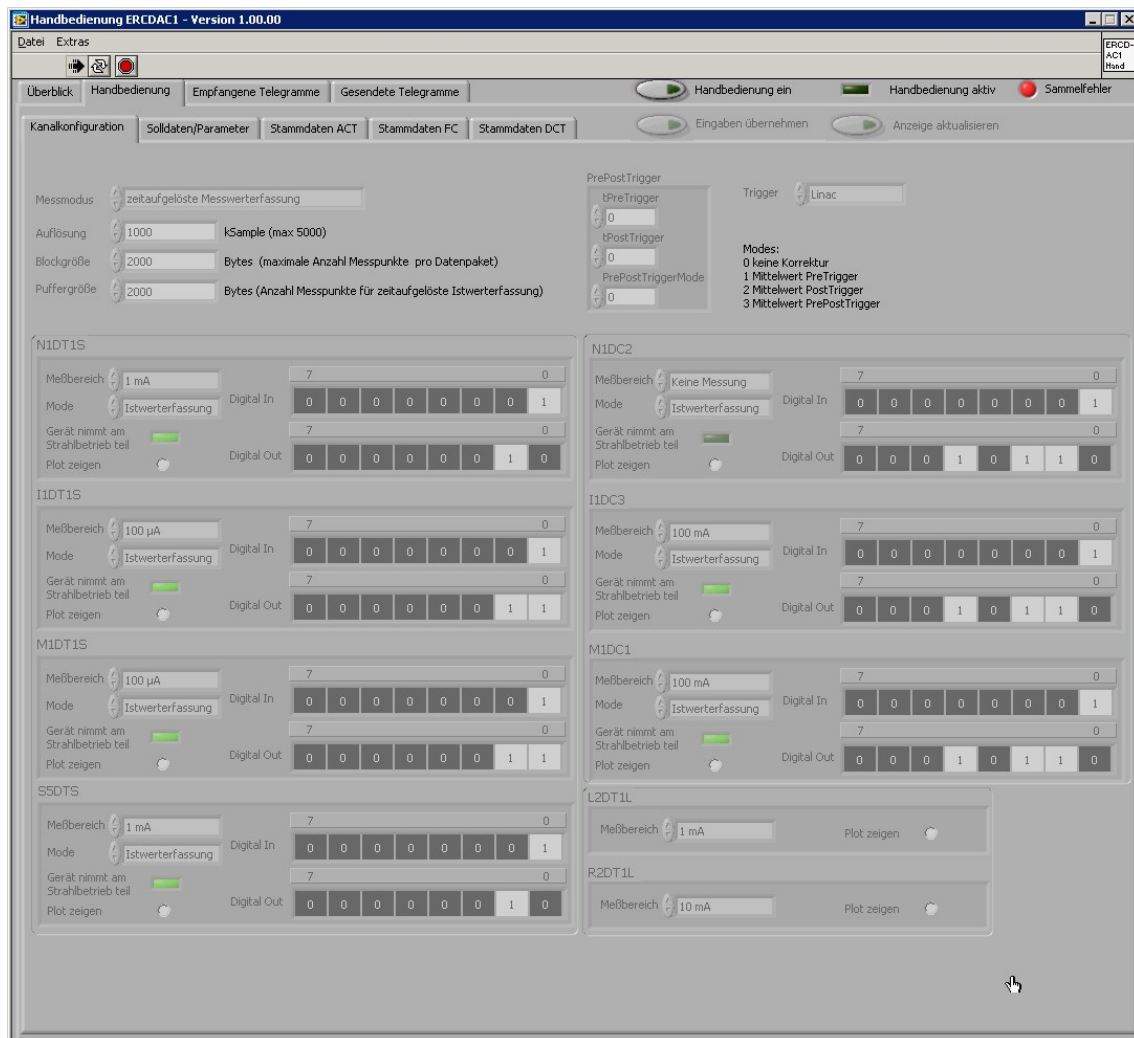 Handbedienung ERCDAC1 - Version 1.00.00
Datei Extras
ERCD-
AC1
Hand
Überblick Handbedienung Empfangene Telegramme Gesendete Telegramme
Handbedienung ein Handbedienung aktiv Sammelfehler
Kanalkonfiguration Solldaten/Parameter Stammdaten ACT Stammdaten FC Stammdaten DCT
Eingaben übernehmen Anzeige aktualisieren
Messmodus zeitaufgelöste Messwerterfassung
Auflösung 1000 kSample (max 5000)
Blockgröße 2000 Bytes (maximale Anzahl Messpunkte pro Datenpaket)
Puffergröße 2000 Bytes (Anzahl Messpunkte für zeitaufgelöste Istwerterfassung)
PrePostTrigger
tPreTrigger
0
tPostTrigger
0
PrePostTriggerMode
0
Trigger Linac
Modes:
0 keine Korrektur
1 Mittelwert PreTrigger
2 Mittelwert PostTrigger
3 Mittelwert PrePostTrigger
N1DT1S
Meßbereich 1 mA
Mode Istwerterfassung
Gerät nimmt am
Strahlbetrieb teil
Plot zeigen
7 0
Digital In 0 0 0 0 0 0 0 1
7 0
Digital Out 0 0 0 0 0 0 1 0
I1DT1S
Meßbereich 100 µA
Mode Istwerterfassung
Gerät nimmt am
Strahlbetrieb teil
Plot zeigen
7 0
Digital In 0 0 0 0 0 0 0 1
7 0
Digital Out 0 0 0 0 0 0 1 1
M1DT1S
Meßbereich 100 µA
Mode Istwerterfassung
Gerät nimmt am
Strahlbetrieb teil
Plot zeigen
7 0
Digital In 0 0 0 0 0 0 0 1
7 0
Digital Out 0 0 0 0 0 0 1 1
S5DTS
Meßbereich 1 mA
Mode Istwerterfassung
Gerät nimmt am
Strahlbetrieb teil
Plot zeigen
7 0
Digital In 0 0 0 0 0 0 0 1
7 0
Digital Out 0 0 0 0 0 0 1 0
N1DC2
Meßbereich Keine Messung
Mode Istwerterfassung
Gerät nimmt am
Strahlbetrieb teil
Plot zeigen
7 0
Digital In 0 0 0 0 0 0 0 1
7 0
Digital Out 0 0 0 1 0 1 1 0
I1DC3
Meßbereich 100 mA
Mode Istwerterfassung
Gerät nimmt am
Strahlbetrieb teil
Plot zeigen
7 0
Digital In 0 0 0 0 0 0 0 1
7 0
Digital Out 0 0 0 1 0 1 1 0
M1DC1
Meßbereich 100 mA
Mode Istwerterfassung
Gerät nimmt am
Strahlbetrieb teil
Plot zeigen
7 0
Digital In 0 0 0 0 0 0 0 1
7 0
Digital Out 0 0 0 1 0 1 1 0
L2DT1L
Meßbereich 1 mA Plot zeigen
R2DT1L
Meßbereich 10 mA Plot zeigen